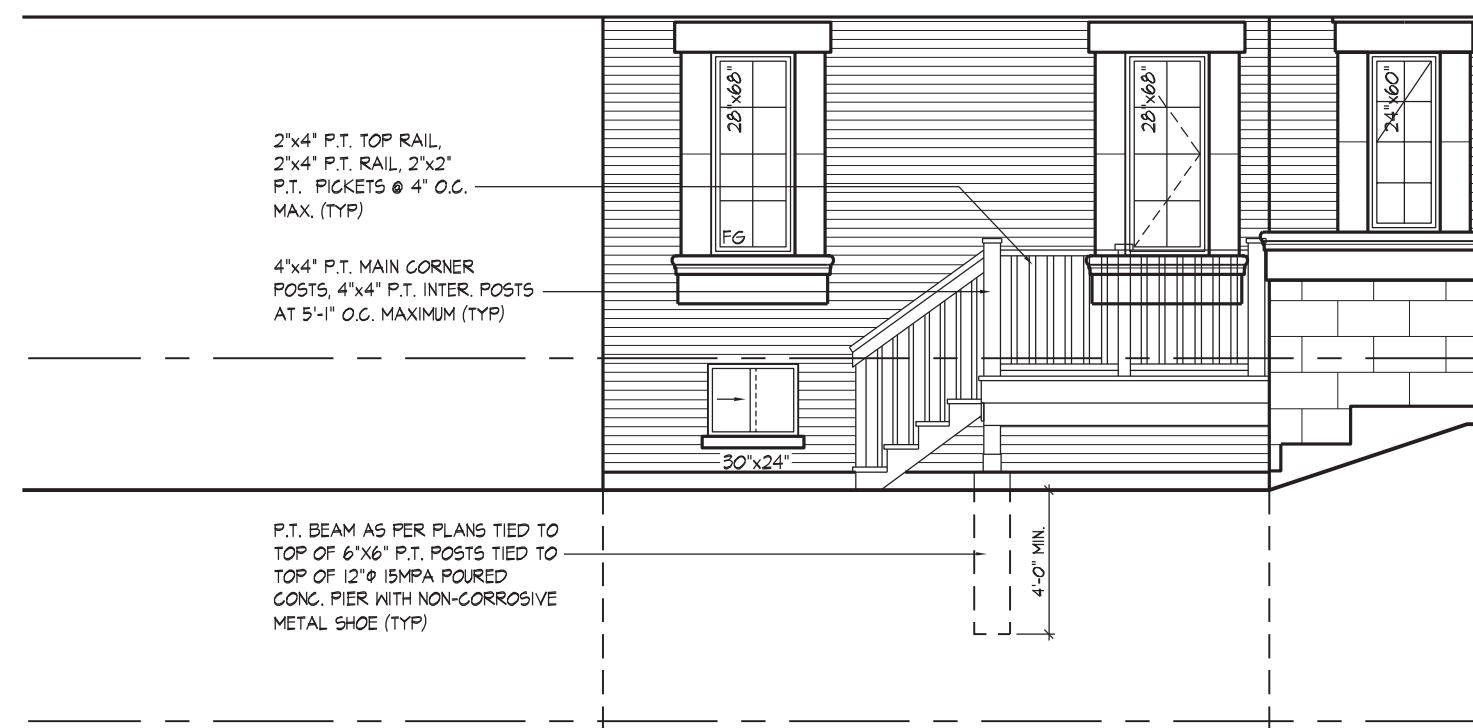 28"x68"
28"x68"
24"x60"
2"x4" P.T. TOP RAIL,
2"x4" P.T. RAIL, 2"x2"
P.T. PICKETS @ 4" O.C.
MAX. (TYP)
FG
4"x4" P.T. MAIN CORNER
POSTS, 4"x4" P.T. INTER. POSTS
AT 5'-1" O.C. MAXIMUM (TYP)
30"x24"
P.T. BEAM AS PER PLANS TIED TO
TOP OF 6"X6" P.T. POSTS TIED TO
TOP OF 12"Φ 15MPA POURED
CONC. PIER WITH NON-CORROSIVE
METAL SHOE (TYP)
4'-0" MIN.